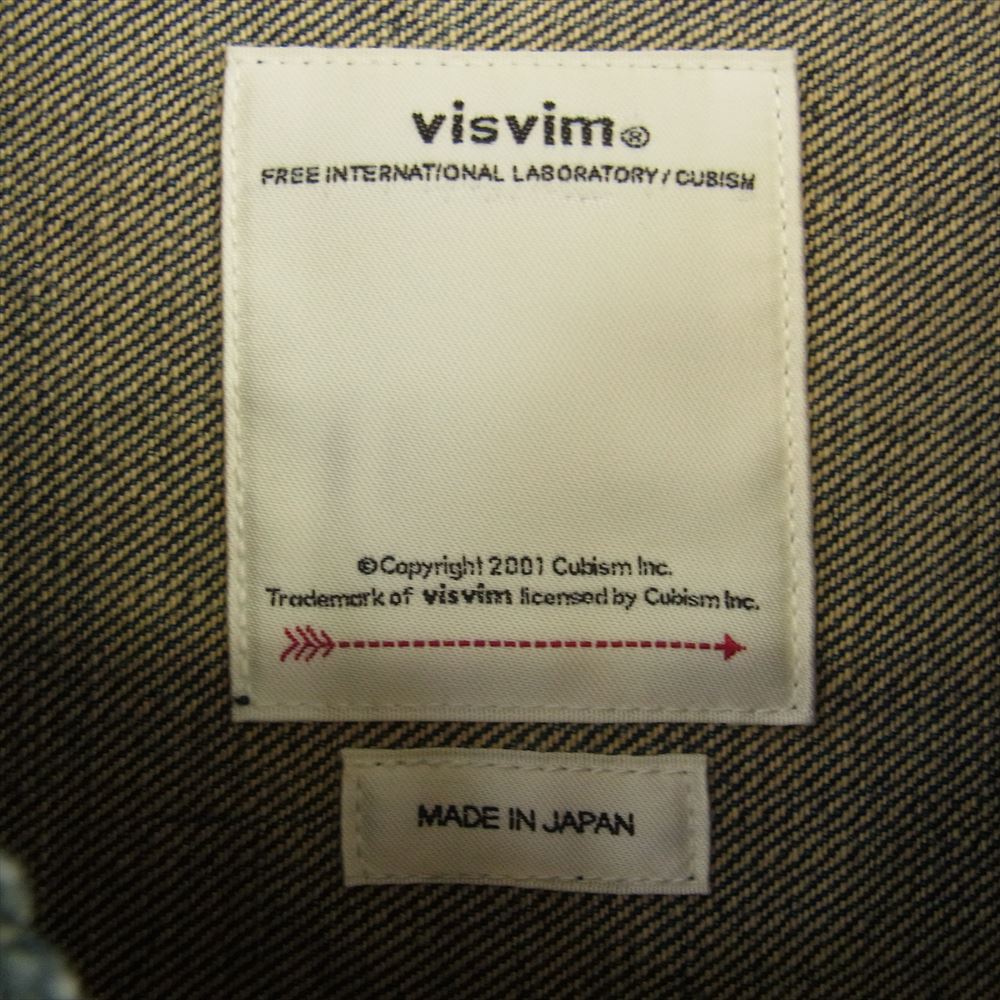 visvim®
FREE INTERNATIONAL LABORATORY / CUBISM
©Copyright 2001 Cubism Inc.
Trademark of visvim licensed by Cubism Inc.
MADE IN JAPAN